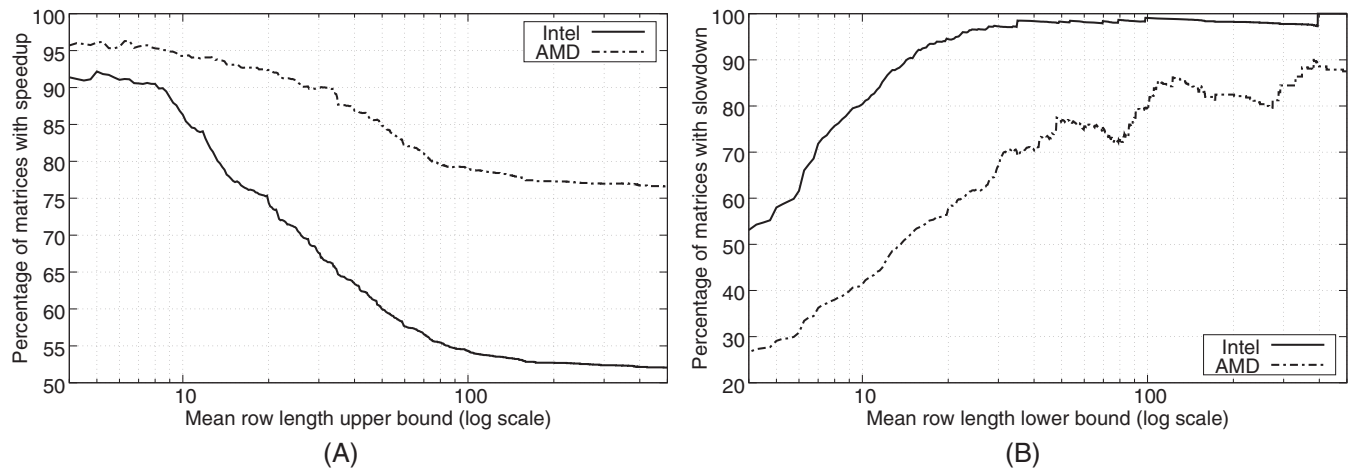 Percentage of matrices with speedup
100
95
90
85
80
75
70
65
60
55
50
10
100
Intel
AMD
Mean row length upper bound (log scale)
(A)
Percentage of matrices with slowdown
100
90
80
70
60
50
40
30
20
10
100
Intel
AMD
Mean row length lower bound (log scale)
(B)